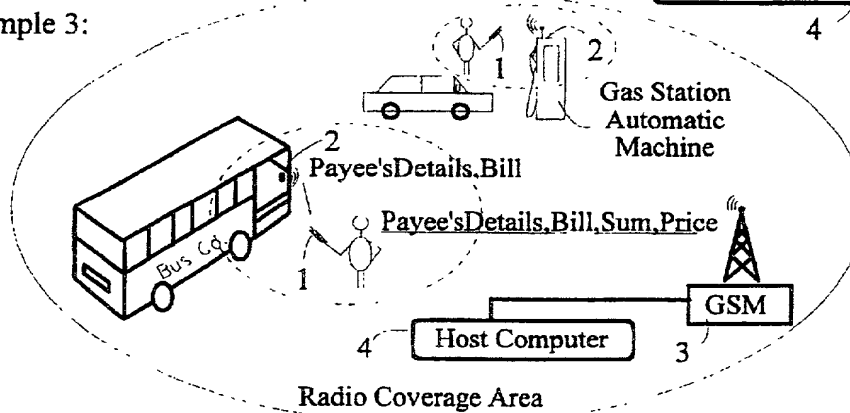 4
mple 3:
1
2
Gas Station
Automatic
Machine
2
Payee'sDetails,Bill
Payee'sDetails,Bill,Sum,Price
Bus Co.
1
GSM
4
Host Computer
3
Radio Coverage Area